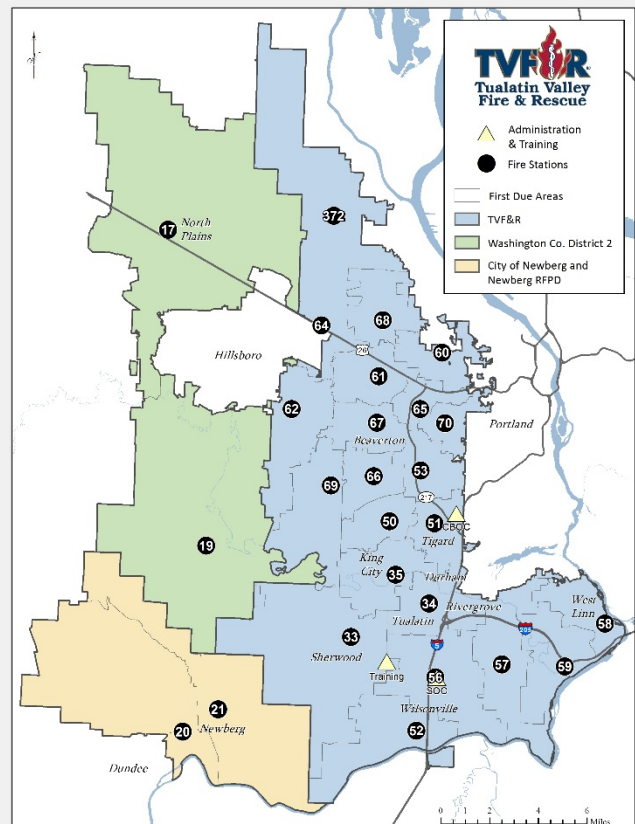 TVF&R
Tualatin Valley
Fire & Rescue
Administration
& Training
Fire Stations
First Due Areas
TVF&R
Washington Co. District 2
City of Newberg and
Newberg RFPD
372
17
North
Plains
64
68
26
60
Hillsboro
61
62
65
67
70
Portland
Beaverton
53
66
69
217
50
51
CBOC
Tigard
19
King
City
35
Durham
34
Rivergrove
West
Linn
58
Tualatin
205
33
5
Sherwood
57
59
Training
56
SOC
21
20
Newberg
Wilsonville
52
Dundee
0 2 4 6
Miles